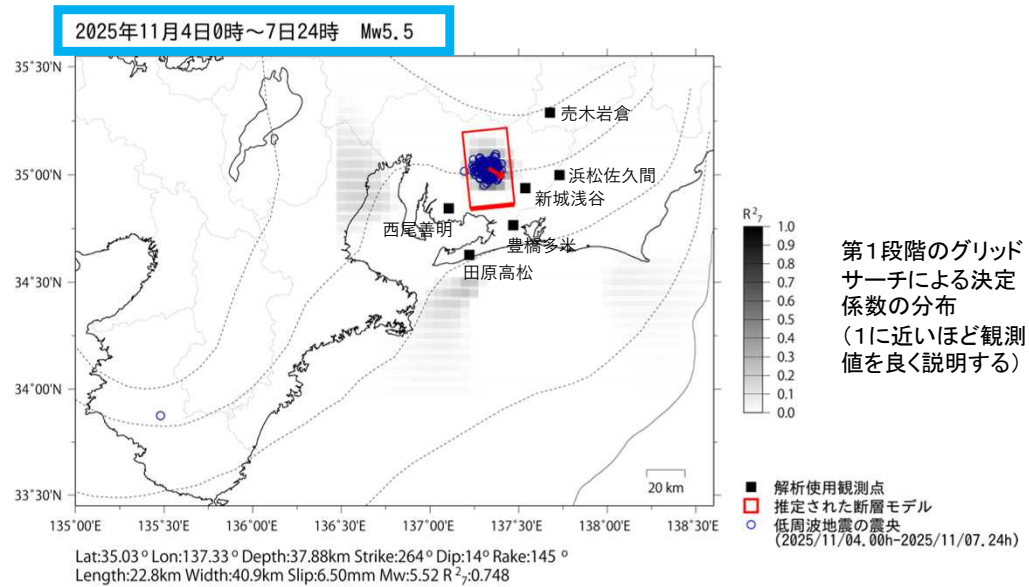 2025年11月4日0時～7日24時　Mw5.5
35°30'N
35°00'N
34°30'N
34°00'N
33°30'N
135°00'E
135°30'E
136°00'E
136°30'E
137°00'E
137°30'E
138°00'E
138°30'E
売木岩倉
浜松佐久間
新城浅谷
西尾善明
豊橋多米
田原高松
20 km
R²₇
1.0
0.9
0.8
0.7
0.6
0.5
0.4
0.3
0.2
0.1
0.0
第１段階のグリッド
サーチによる決定
係数の分布
（１に近いほど観測
値を良く説明する）
解析使用観測点
推定された断層モデル
低周波地震の震央
(2025/11/04.00h-2025/11/07.24h)
Lat:35.03° Lon:137.33° Depth:37.88km Strike:264° Dip:14° Rake:145 °
Length:22.8km Width:40.9km Slip:6.50mm Mw:5.52 R²₇:0.748